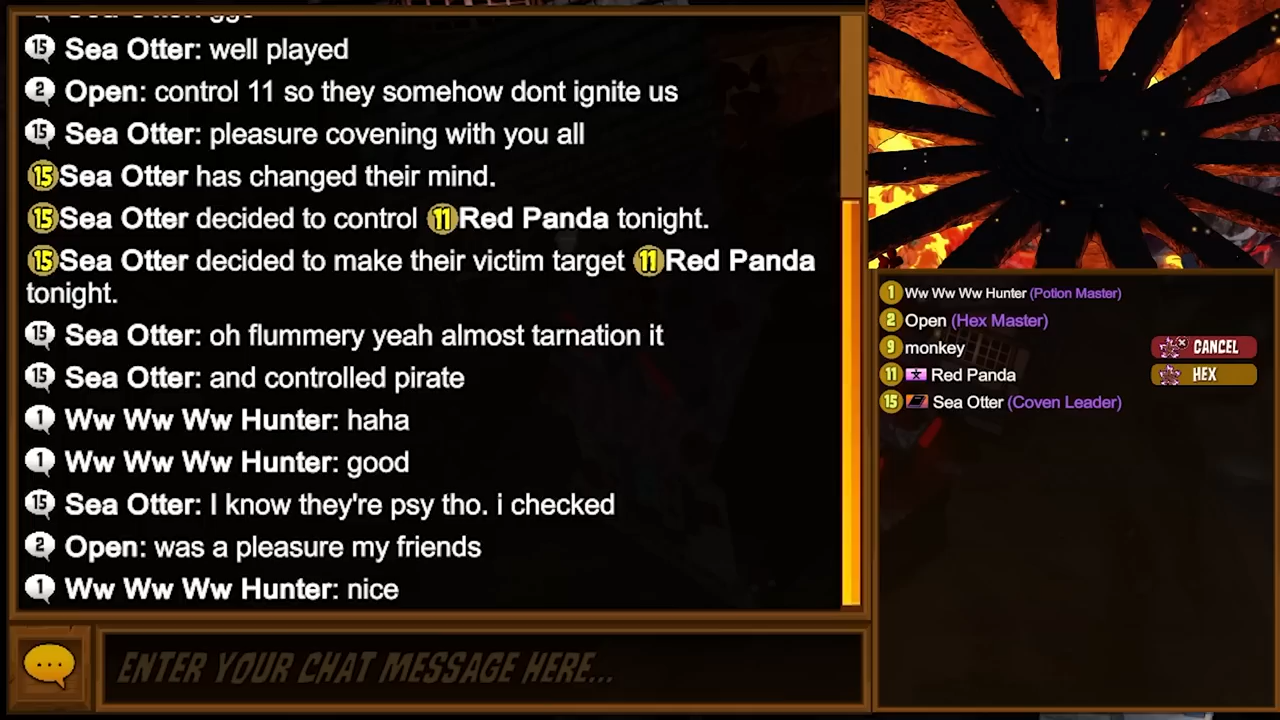 15 Sea Otter: well played
2 Open: control 11 so they somehow dont ignite us
15 Sea Otter: pleasure covening with you all
15 Sea Otter has changed their mind.
15 Sea Otter decided to control 11 Red Panda tonight.
15 Sea Otter decided to make their victim target 11 Red Panda
tonight.
15 Sea Otter: oh flummery yeah almost tarnation it
15 Sea Otter: and controlled pirate
1 Ww Ww Ww Hunter: haha
1 Ww Ww Ww Hunter: good
15 Sea Otter: I know they're psy tho. i checked
2 Open: was a pleasure my friends
1 Ww Ww Ww Hunter: nice
ENTER YOUR CHAT MESSAGE HERE...
1 Ww Ww Ww Hunter (Potion Master)
2 Open (Hex Master)
9 monkey CANCEL
11 Red Panda HEX
15 Sea Otter (Coven Leader)